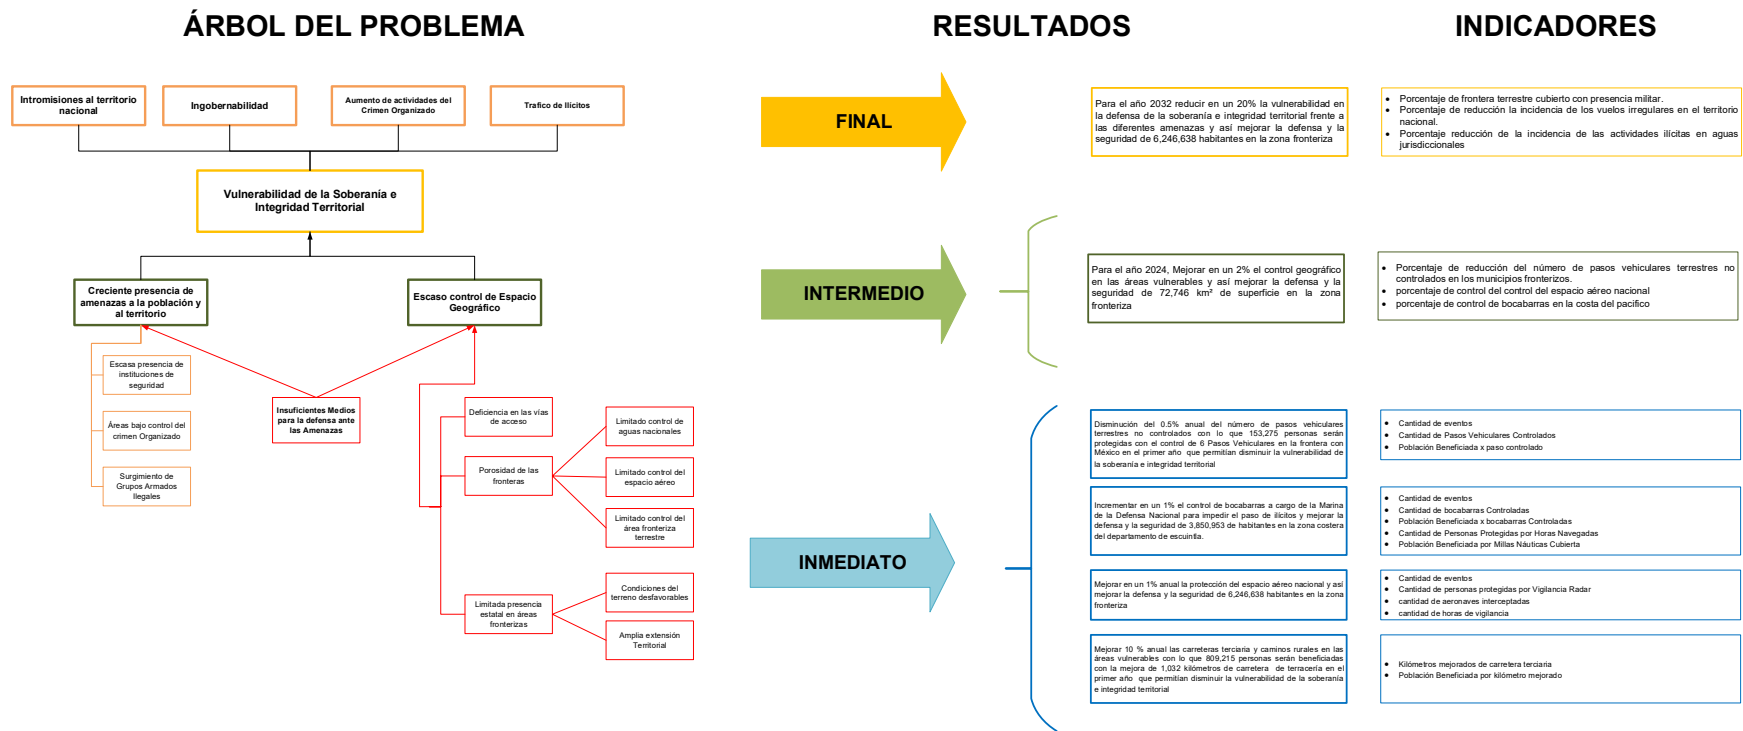 ÁRBOL DEL PROBLEMA
RESULTADOS
INDICADORES
Intromisiones al territorio
nacional
Ingobernabilidad
Aumento de actividades del
Crimen Organizado
Trafico de Ilícitos
Vulnerabilidad de la Soberanía e
Integridad Territorial
Creciente presencia de
amenazas a la población y
al territorio
Escaso control de Espacio
Geográfico
Escasa presencia de
instituciones de
seguridad
Áreas bajo control del
crimen Organizado
Surgimiento de
Grupos Armados
Ilegales
Insuficientes Medios
para la defensa ante
las Amenazas
Deficiencia en las vías
de acceso
Porosidad de las
fronteras
Limitada presencia
estatal en áreas
fronterizas
Limitado control de
aguas nacionales
Limitado control del
espacio aéreo
Limitado control del
área fronteriza
terrestre
Condiciones del
terreno desfavorables
Amplia extensión
Territorial
FINAL
Para el año 2032 reducir en un 20% la vulnerabilidad en
la defensa de la soberanía e integridad territorial frente a
las diferentes amenazas y así mejorar la defensa y la
seguridad de 6,246,638 habitantes en la zona fronteriza
• Porcentaje de frontera terrestre cubierto con presencia militar.
• Porcentaje de reducción la incidencia de los vuelos irregulares en el territorio
nacional.
• Porcentaje reducción de la incidencia de las actividades ilícitas en aguas
jurisdiccionales
INTERMEDIO
Para el año 2024, Mejorar en un 2% el control geográfico
en las áreas vulnerables y así mejorar la defensa y la
seguridad de 72,746 km² de superficie en la zona
fronteriza
• Porcentaje de reducción del número de pasos vehiculares terrestres no
controlados en los municipios fronterizos.
• porcentaje de control del control del espacio aéreo nacional
• porcentaje de control de bocabarras en la costa del pacifico
INMEDIATO
Disminución del 0.5% anual del número de pasos vehiculares
terrestres no controlados con lo que 153,275 personas serán
protegidas con el control de 6 Pasos Vehiculares en la frontera con
México en el primer año que permitían disminuir la vulnerabilidad de
la soberanía e integridad territorial
• Cantidad de eventos
• Cantidad de Pasos Vehiculares Controlados
• Población Beneficiada x paso controlado
Incrementar en un 1% el control de bocabarras a cargo de la Marina
de la Defensa Nacional para impedir el paso de ilícitos y mejorar la
defensa y la seguridad de 3,850,953 de habitantes en la zona costera
del departamento de escuintla.
• Cantidad de eventos
• Cantidad de bocabarras Controladas
• Población Beneficiada x bocabarras Controladas
• Cantidad de Personas Protegidas por Horas Navegadas
• Población Beneficiada por Millas Náuticas Cubierta
Mejorar en un 1% anual la protección del espacio aéreo nacional y así
mejorar la defensa y la seguridad de 6,246,638 habitantes en la zona
fronteriza
• Cantidad de eventos
• Cantidad de personas protegidas por Vigilancia Radar
• cantidad de aeronaves interceptadas
• cantidad de horas de vigilancia
Mejorar 10 % anual las carreteras terciaria y caminos rurales en las
áreas vulnerables con lo que 809,215 personas serán beneficiadas
con la mejora de 1,032 kilómetros de carretera de terracería en el
primer año que permitían disminuir la vulnerabilidad de la soberanía
e integridad territorial
• Kilómetros mejorados de carretera terciaria
• Población Beneficiada por kilómetro mejorado